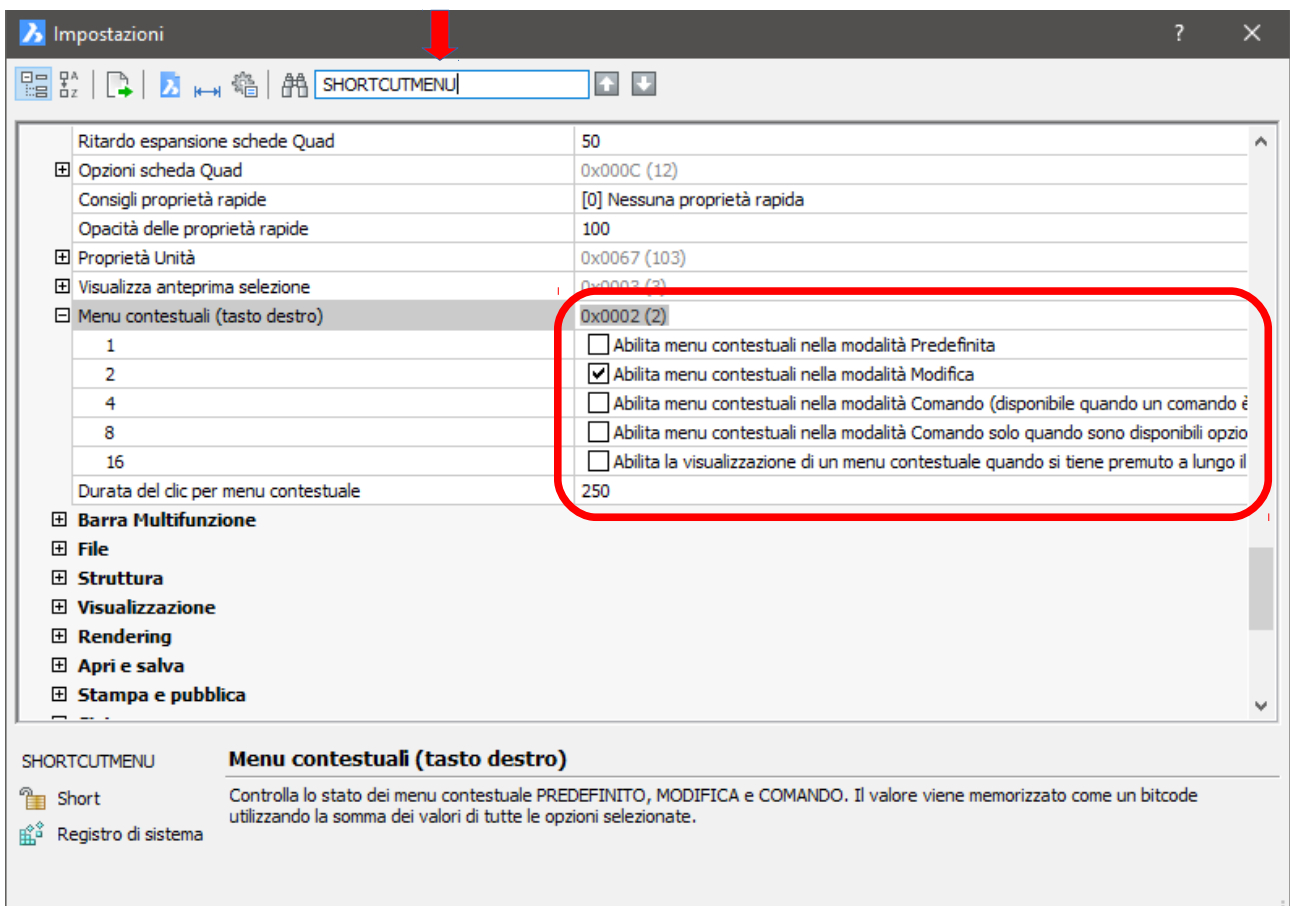 Impostazioni ?
SHORTCUTMENU
Ritardo espansione schede Quad 50
Opzioni scheda Quad 0x000C (12)
Consigli proprietà rapide [0] Nessuna proprietà rapida
Opacità delle proprietà rapide 100
Proprietà Unità 0x0067 (103)
Visualizza anteprima selezione 0x0003 (3)
Menu contestuali (tasto destro) 0x0002 (2)
1 Abilita menu contestuali nella modalità Predefinita
2 Abilita menu contestuali nella modalità Modifica
4 Abilita menu contestuali nella modalità Comando (disponibile quando un comando è
8 Abilita menu contestuali nella modalità Comando solo quando sono disponibili opzio
16 Abilita la visualizzazione di un menu contestuale quando si tiene premuto a lungo il
Durata del clic per menu contestuale 250
Barra Multifunzione
File
Struttura
Visualizzazione
Rendering
Apri e salva
Stampa e pubblica
SHORTCUTMENU Menu contestuali (tasto destro)
Short Controlla lo stato dei menu contestuale PREDEFINITO, MODIFICA e COMANDO. Il valore viene memorizzato come un bitcode
utilizzando la somma dei valori di tutte le opzioni selezionate.
Registro di sistema